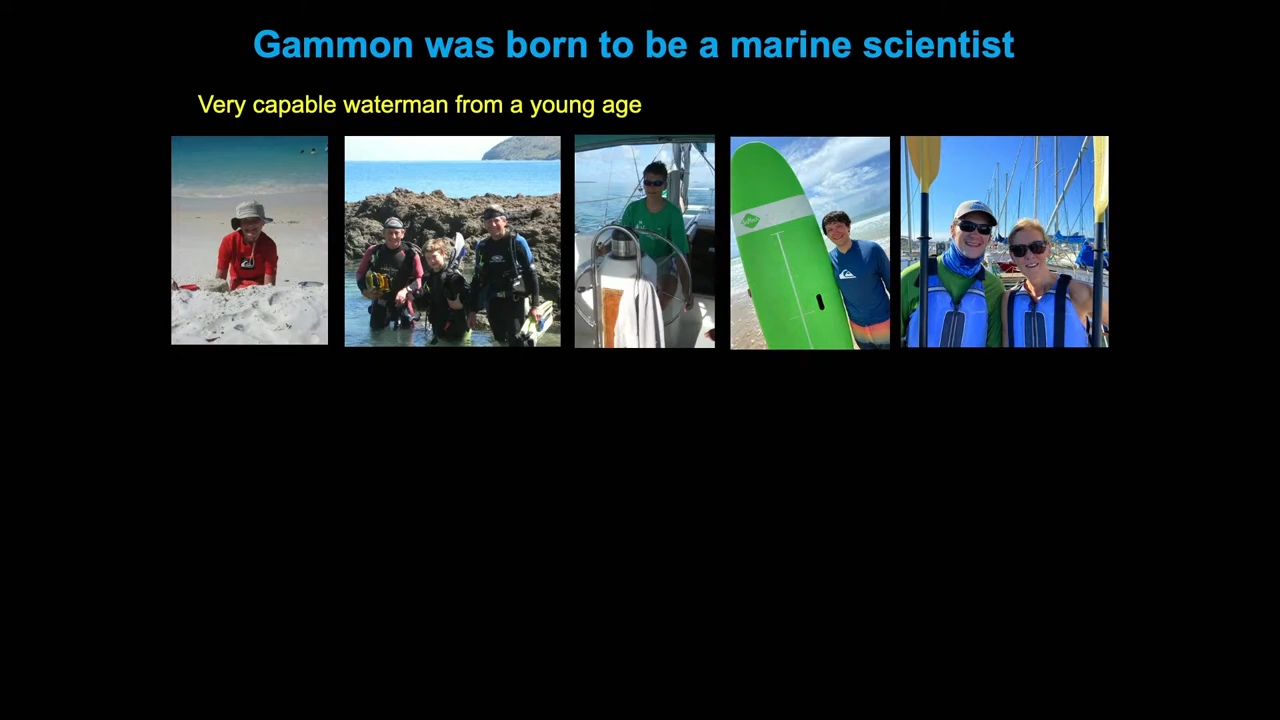 Gammon was born to be a marine scientist
Very capable waterman from a young age